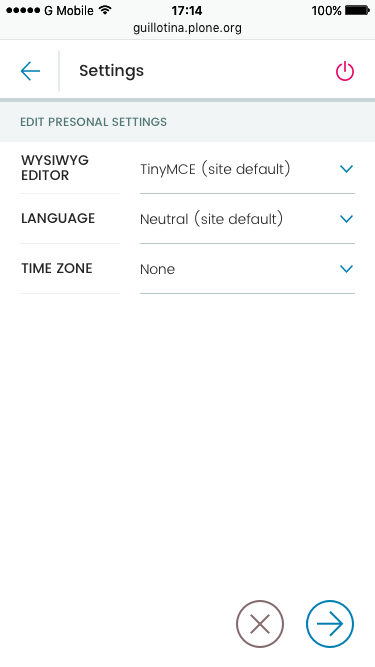 G Mobile 17:14 100%
guillotina.plone.org
Settings
EDIT PRESONAL SETTINGS
WYSIWYG
EDITOR
TinyMCE (site default)
LANGUAGE
Neutral (site default)
TIME ZONE
None